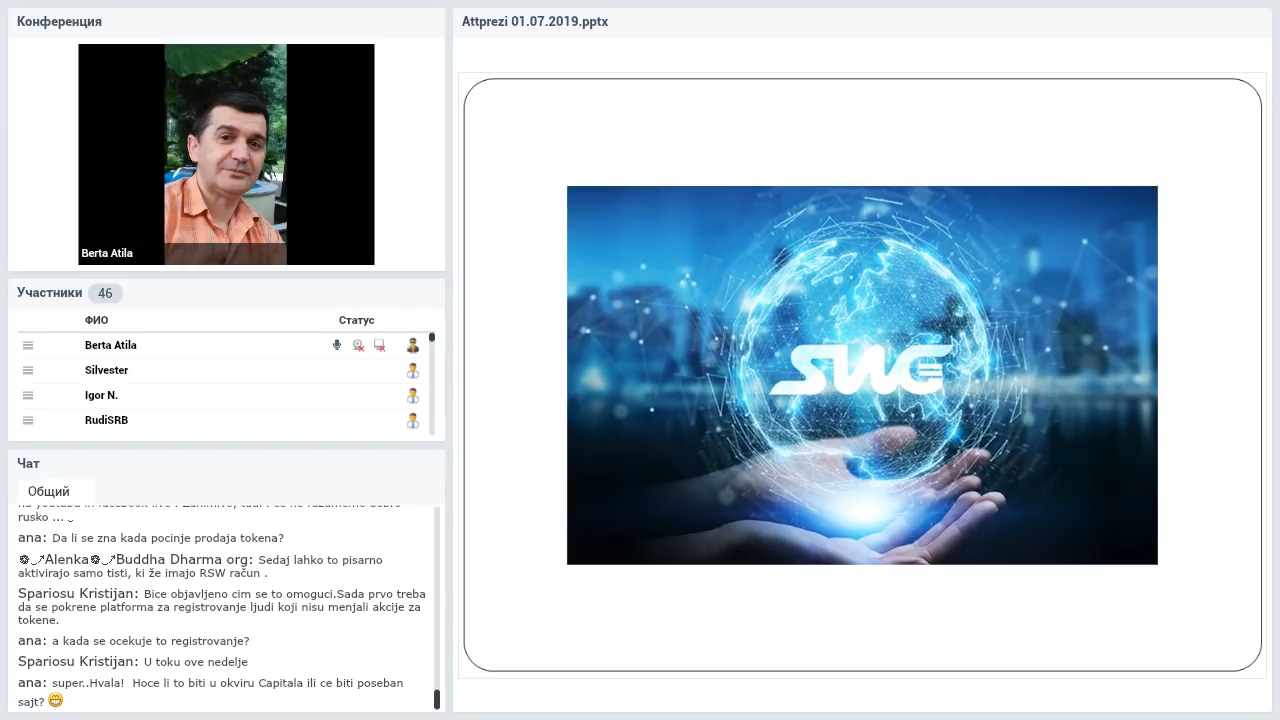 Конференция
Berta Atila
Участники 46
ФИО Статус
Berta Atila
Silvester
Igor N.
RudiSRB
Чат
Общий
rusko ...
ana: Da li se zna kada pocinje prodaja tokena?
Alenka Buddha Dharma org: Sedaj lahko to pisarno
aktivirajo samo tisti, ki že imajo RSW račun .
Spariosu Kristijan: Bice objavljeno cim se to omoguci.Sada prvo treba
da se pokrene platforma za registrovanje ljudi koji nisu menjali akcije za
tokene.
ana: a kada se ocekuje to registrovanje?
Spariosu Kristijan: U toku ove nedelje
ana: super..Hvala! Hoce li to biti u okviru Capitala ili ce biti poseban
sajt? 😁
Attprezi 01.07.2019.pptx
SWC